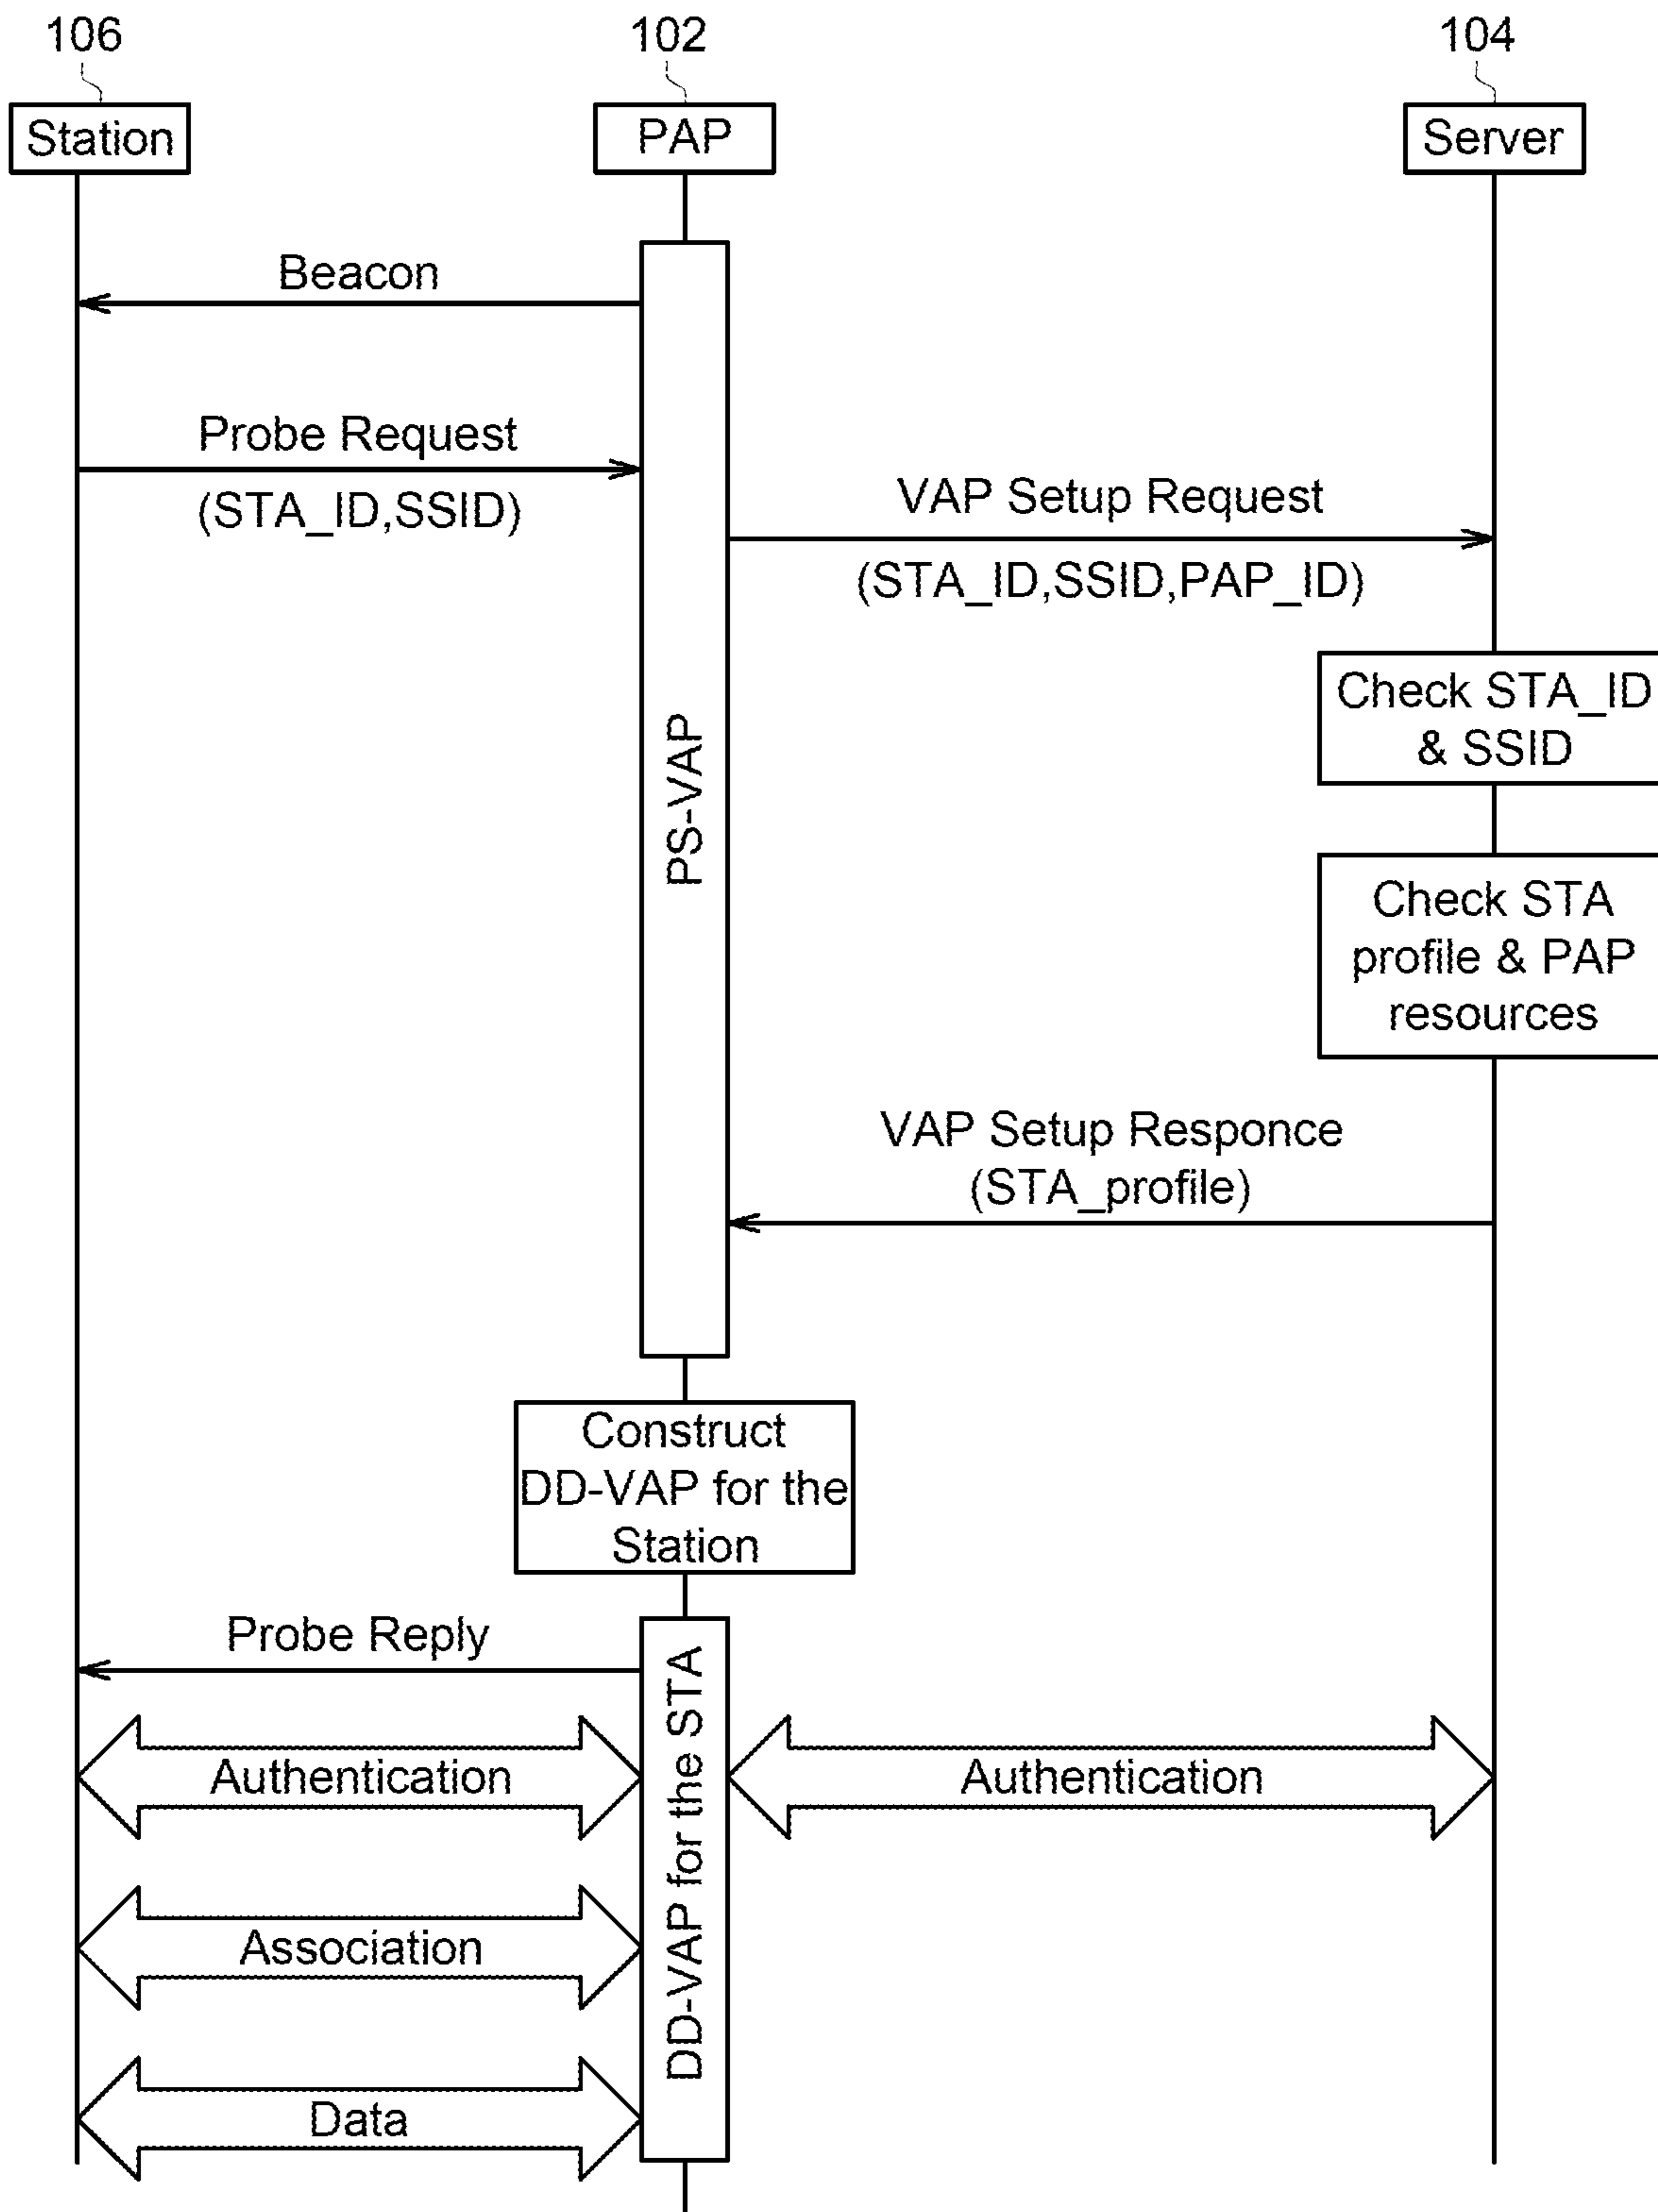 106
102
104
Station
PAP
Server
Beacon
Probe Request
(STA_ID,SSID)
VAP Setup Request
(STA_ID,SSID,PAP_ID)
Check STA_ID
& SSID
PS-VAP
Check STA
profile & PAP
resources
VAP Setup Responce
(STA_profile)
Construct
DD-VAP for the
Station
Probe Reply
DD-VAP for the STA
Authentication
Authentication
Association
Data